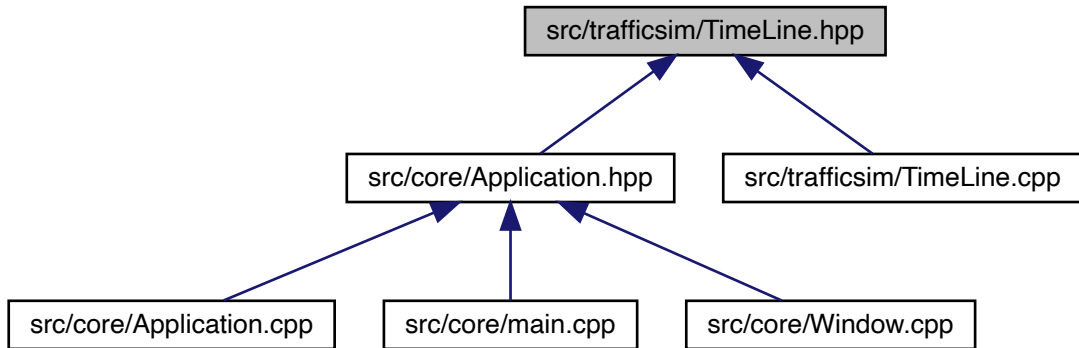 src/trafficsim/TimeLine.hpp
src/core/Application.hpp
src/trafficsim/TimeLine.cpp
src/core/Application.cpp
src/core/main.cpp
src/core/Window.cpp